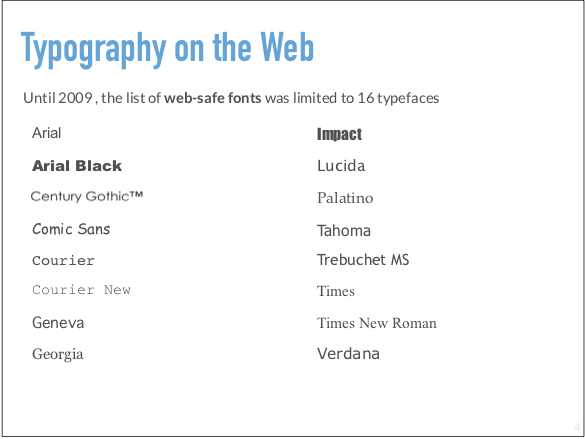 Typography on the Web
Until 2009 , the list of web-safe fonts was limited to 16 typefaces
Arial
Arial Black
Century Gothic™
Comic Sans
Courier
Courier New
Geneva
Georgia
Impact
Lucida
Palatino
Tahoma
Trebuchet MS
Times
Times New Roman
Verdana
4